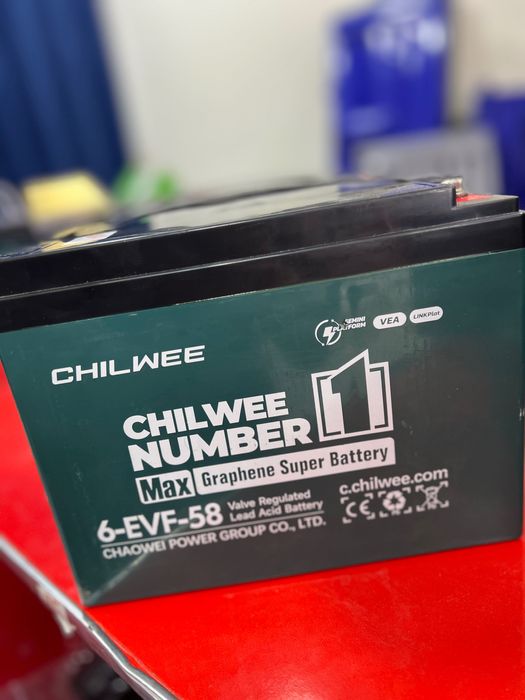 GEMINI
PLATFORM
VEA
LINKPlat
CHILWEE
CHILWEE
NUMBER 1
Max Graphene Super Battery
6-EVF-58
Valve Regulated
Lead Acid Battery
CHAOWEI POWER GROUP CO., LTD.
c.chilwee.com
CE